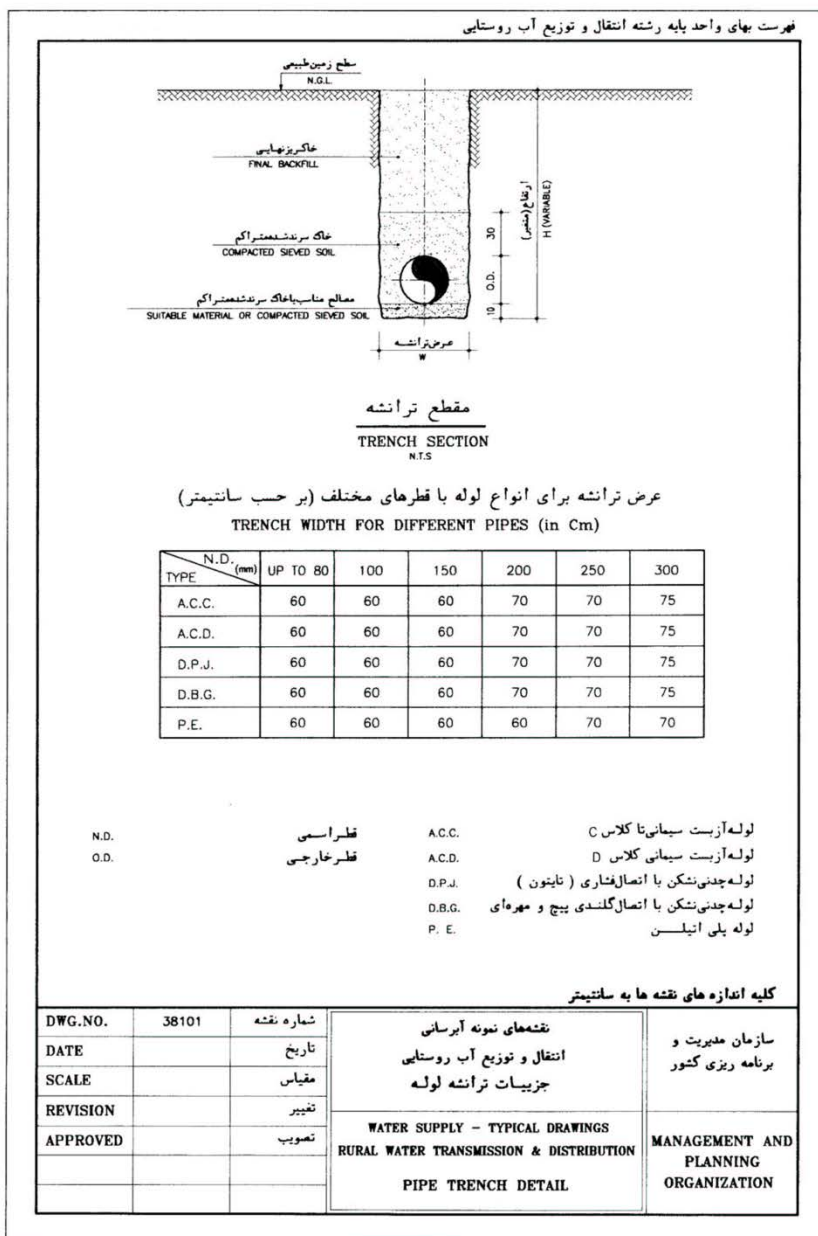 فهرست بهای واحد پایه رشته انتقال و توزیع آب روستایی
سطح زمین‌طبیعی
N.G.L.
خاکریزنهایی
FINAL BACKFILL
خاک سرندشده‌متراکم
COMPACTED SIEVED SOIL
مصالح مناسب‌یاخاک سرندشده‌متراکم
SUITABLE MATERIAL OR COMPACTED SIEVED SOIL
30
O.D.
10
ارتفاع(متغیر)
H (VARIABLE)
عرض‌ترانشه
W
مقطع ترانشه
TRENCH SECTION
N.T.S
عرض ترانشه برای انواع لوله با قطرهای مختلف (بر حسب سانتیمتر)
TRENCH WIDTH FOR DIFFERENT PIPES (in Cm)
TYPE N.D. (mm) UP TO 80 100 150 200 250 300
A.C.C. 60 60 60 70 70 75
A.C.D. 60 60 60 70 70 75
D.P.J. 60 60 60 70 70 75
D.B.G. 60 60 60 70 70 75
P.E. 60 60 60 60 70 70
لوله‌آزبست سیمانی‌تا کلاس C A.C.C.
لوله‌آزبست سیمانی کلاس D A.C.D.
لوله‌چدنی‌نشکن با اتصال‌فشاری ( تایتون ) D.P.J.
لوله‌چدنی‌نشکن با اتصال‌گلندی پیچ و مهره‌ای D.B.G.
لوله پلی اتیلن P. E.
قطراسمی N.D.
قطرخارجی O.D.
کلیه اندازه های نقشه ها به سانتیمتر
DWG.NO. 38101 شماره نقشه
DATE تاریخ
SCALE مقیاس
REVISION تغییر
APPROVED تصویب
نقشه‌های نمونه آبرسانی
انتقال و توزیع آب روستایی
جزییات ترانشه لوله
WATER SUPPLY – TYPICAL DRAWINGS
RURAL WATER TRANSMISSION & DISTRIBUTION
PIPE TRENCH DETAIL
سازمان مدیریت و
برنامه ریزی کشور
MANAGEMENT AND
PLANNING
ORGANIZATION